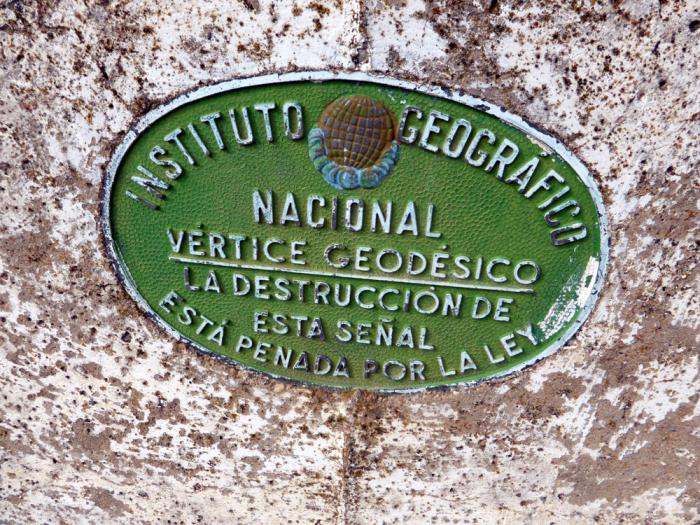 INSTITUTO GEOGRÁFICO
NACIONAL
VÉRTICE GEODÉSICO
LA DESTRUCCIÓN DE
ESTA SEÑAL
ESTÁ PENADA POR LA LEY